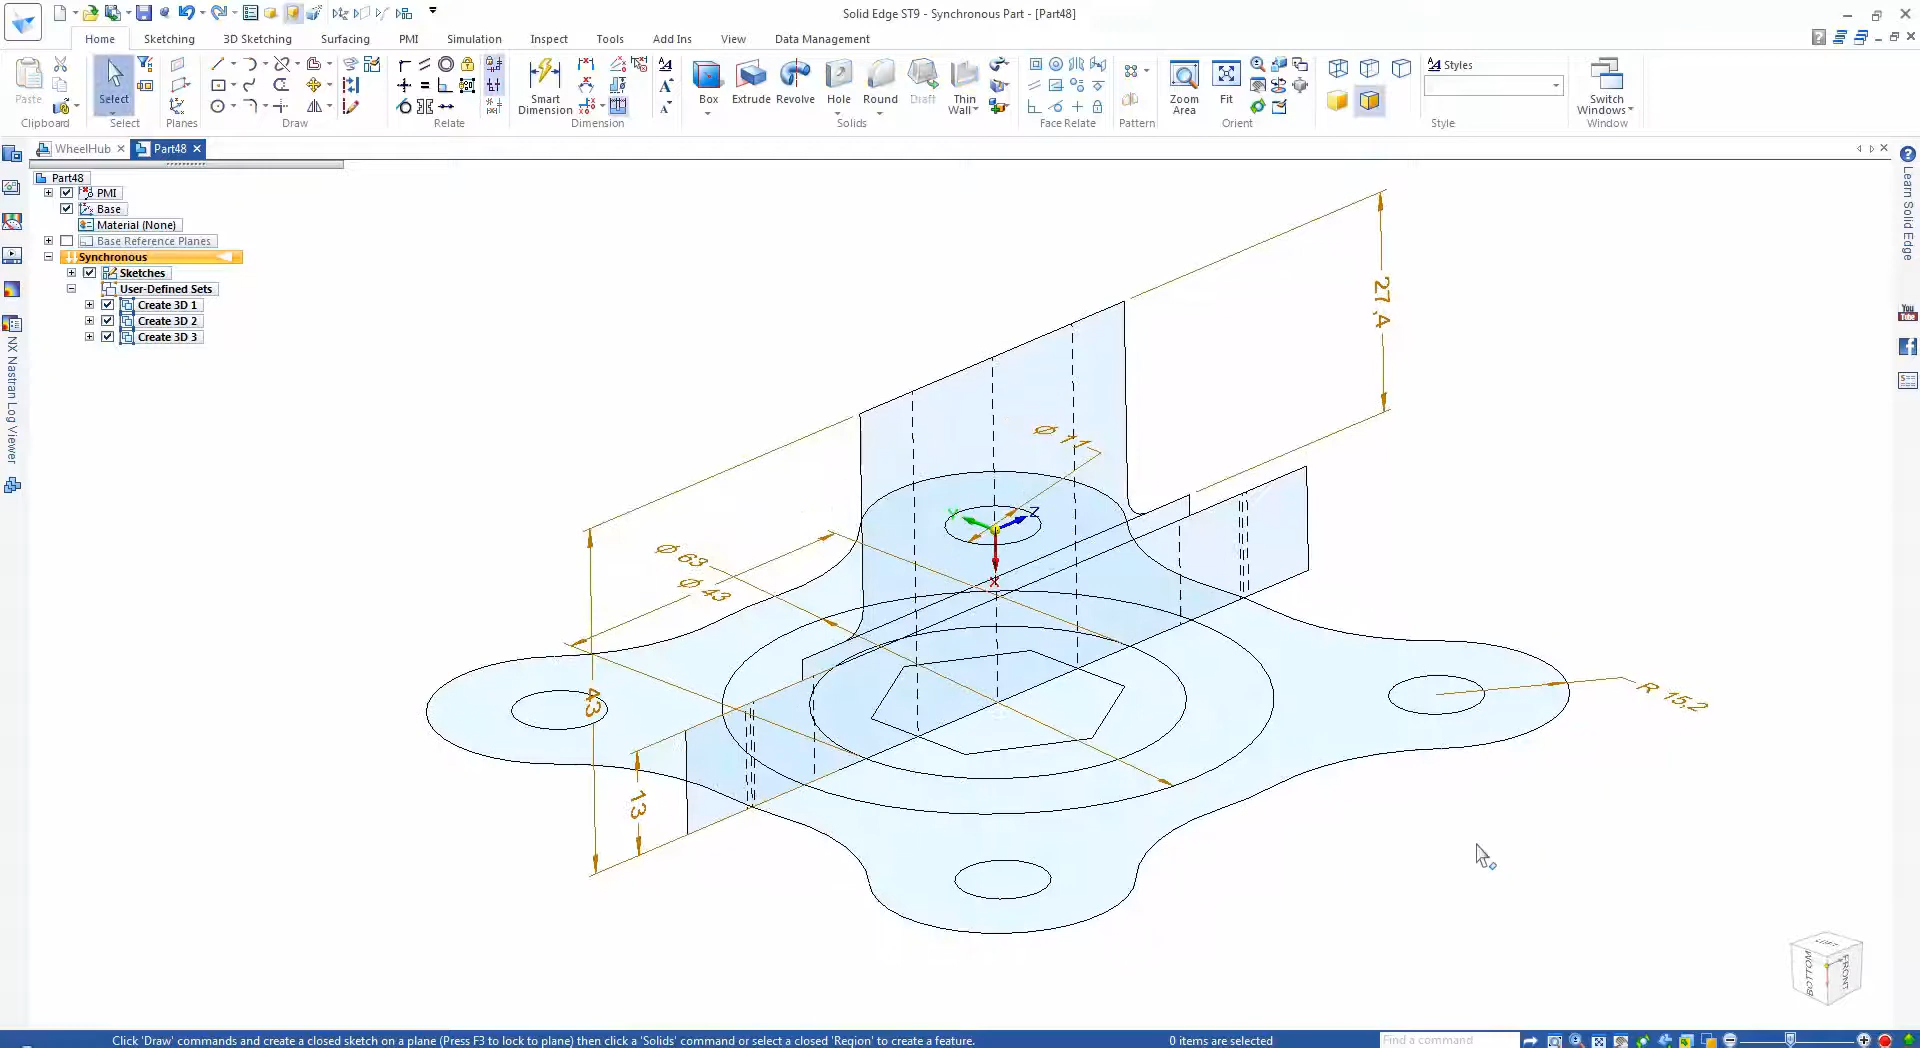 Solid Edge ST9 - Synchronous Part - [Part48]
Home
Sketching
3D Sketching
Surfacing
PMI
Simulation
Inspect
Tools
Add Ins
View
Data Management
Paste
Clipboard
Select
Select
Planes
Draw
Relate
Smart
Dimension
Dimension
Box
Extrude
Revolve
Hole
Round
Draft
Thin
Wall
Solids
Face Relate
Pattern
Zoom
Area
Fit
Orient
Styles
Style
Switch
Windows
Window
WheelHub
Part48
Part48
PMI
Base
Material (None)
Base Reference Planes
Synchronous
Sketches
User-Defined Sets
Create 3D 1
Create 3D 2
Create 3D 3
NX Nastran Log Viewer
Learn Solid Edge
You
Tube
27,4
Ø 11
Y
Z
X
Ø 63
Ø 43
43
13
R 15,2
LEFT
BOTTOM
FRONT
Click 'Draw' commands and create a closed sketch on a plane (Press F3 to lock to plane) then click a 'Solids' command or select a closed 'Region' to create a feature.
0 items are selected
Find a command